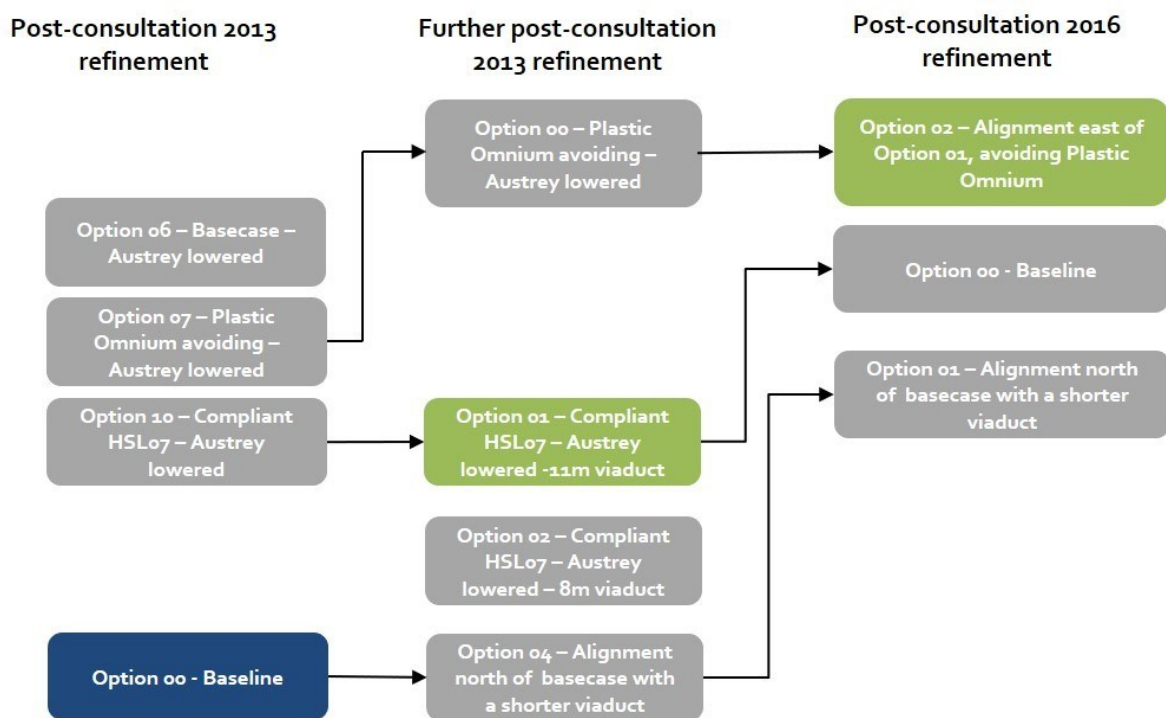 Post-consultation 2013
refinement
Further post-consultation
2013 refinement
Post-consultation 2016
refinement
Option 06 – Basecase –
Austrey lowered
Option 07 – Plastic
Omnium avoiding –
Austrey lowered
Option 10 – Compliant
HSL07 – Austrey
lowered
Option 00 - Baseline
Option 00 – Plastic
Omnium avoiding –
Austrey lowered
Option 01 – Compliant
HSL07 – Austrey
lowered -11m viaduct
Option 02 – Compliant
HSL07 – Austrey
lowered – 8m viaduct
Option 04 – Alignment
north of basecase with
a shorter viaduct
Option 02 – Alignment east of
Option 01, avoiding Plastic
Omnium
Option 00 - Baseline
Option 01 – Alignment north
of basecase with a shorter
viaduct